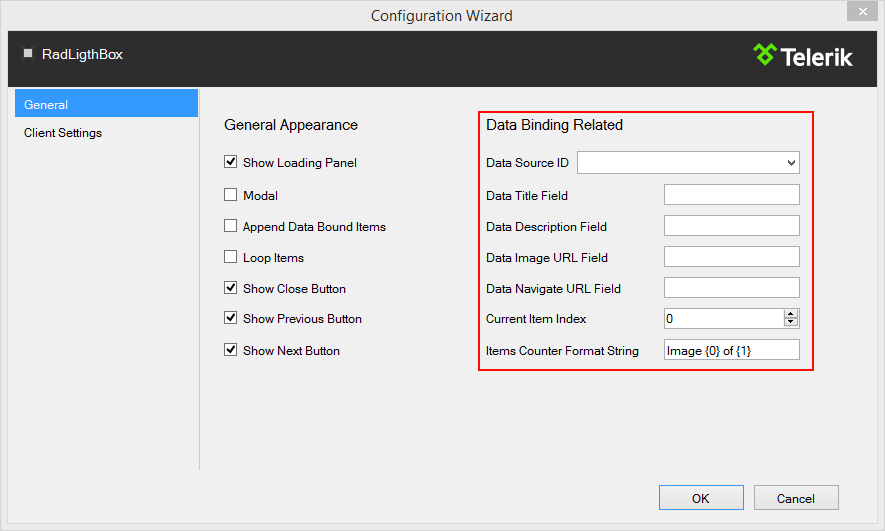 Configuration Wizard
RadLigthBox
Telerik
General
Client Settings
General Appearance
Show Loading Panel
Modal
Append Data Bound Items
Loop Items
Show Close Button
Show Previous Button
Show Next Button
Data Binding Related
Data Source ID
Data Title Field
Data Description Field
Data Image URL Field
Data Navigate URL Field
Current Item Index 0
Items Counter Format String Image {0} of {1}
OK Cancel